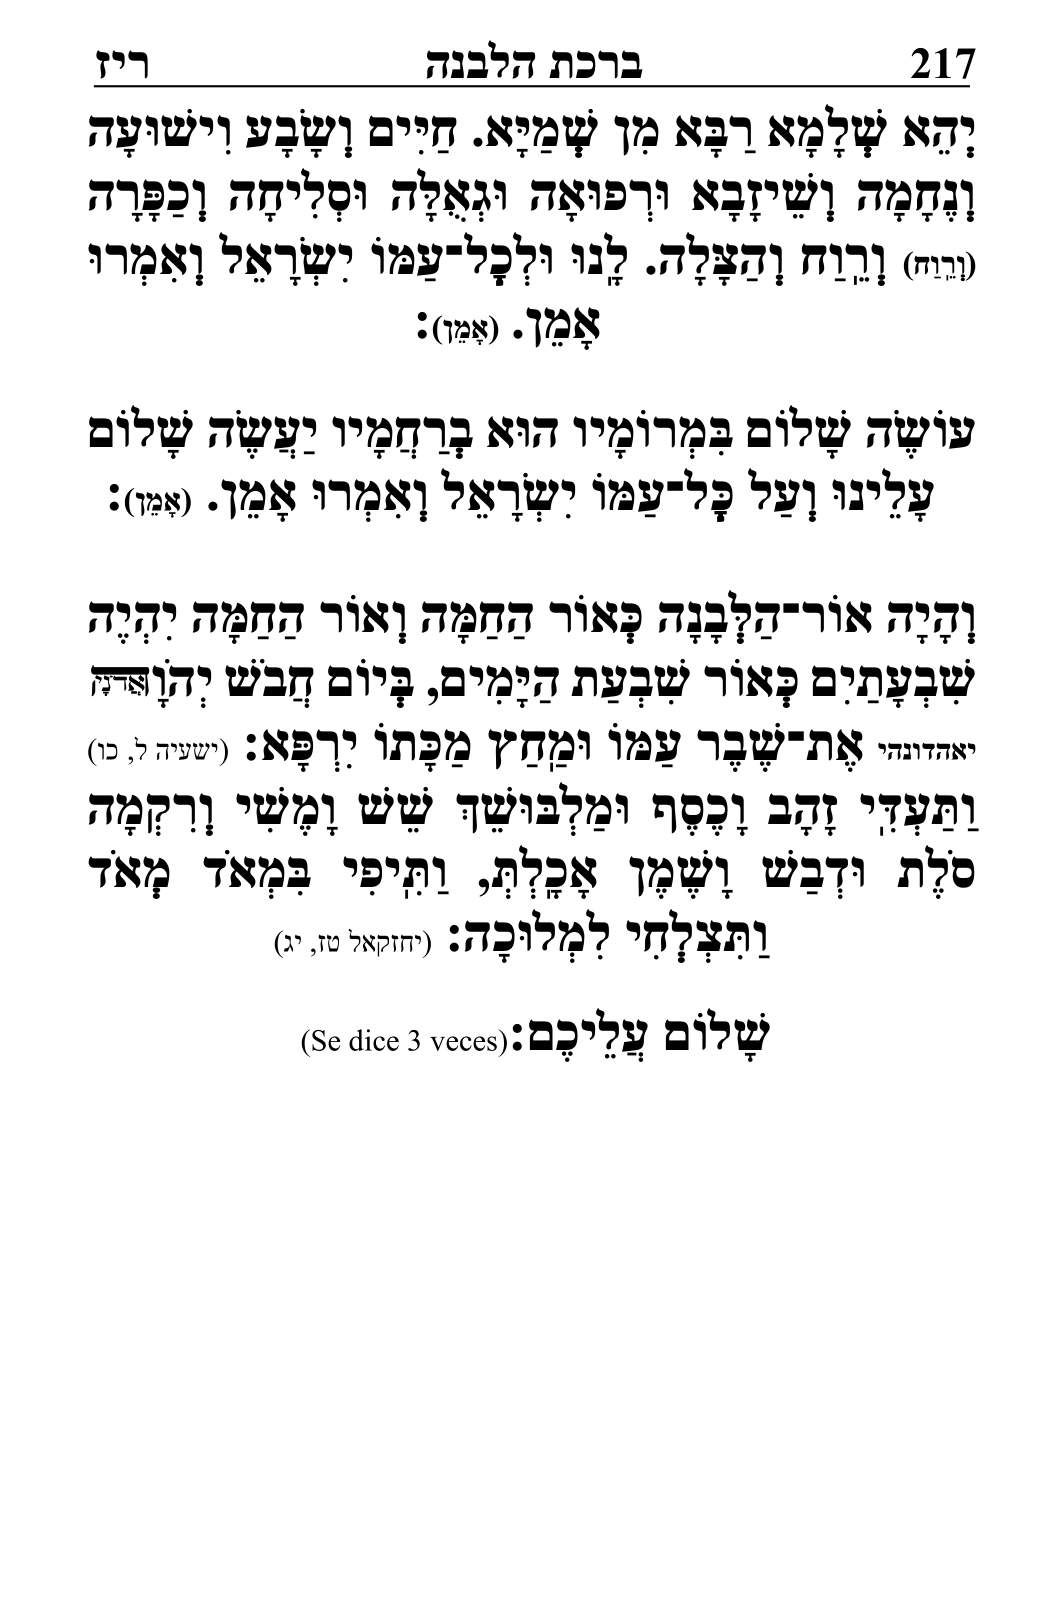 217 ברכת הלבנה ריז
יְהֵא שְׁלָמָא רַבָּא מִן שְׁמַיָּא. חַיִּים וְשָׂבָע וִישׁוּעָה
וְנֶחָמָה וְשֵׁיזָבָא וּרְפוּאָה וּגְאֻלָּה וּסְלִיחָה וְכַפָּרָה
(וְרֵֽוַח) וְרֵֽוַח וְהַצָּלָה. לָֽנוּ וּלְכׇל־עַמּוֹ יִשְׂרָאֵל וְאִמְרוּ
אָמֵן. (אָמֵן):
עוֹשֶׂה שָׁלוֹם בִּמְרוֹמָיו הוּא בְרַחֲמָיו יַעֲשֶׂה שָׁלוֹם
עָלֵינוּ וְעַל כׇּל־עַמּוֹ יִשְׂרָאֵל וְאִמְרוּ אָמֵן. (אָמֵן):
וְהָיָה אוֹר־הַלְּבָנָה כְּאוֹר הַחַמָּה וְאוֹר הַחַמָּה יִהְיֶה
שִׁבְעָתַיִם כְּאוֹר שִׁבְעַת הַיָּמִים, בְּיוֹם חֲבֹשׁ יְהֹוָה
יאהדונהי אֶת־שֶׁבֶר עַמּוֹ וּמַֽחַץ מַכָּתוֹ יִרְפָּא: (ישעיה ל, כו)
וַתַּעְדִּֽי זָהָב וָכֶסֶף וּמַלְבּוּשֵׁךְ שֵׁשׁ וָמֶשִׁי וְרִקְמָה
סֹלֶת וּדְבַשׁ וָשֶׁמֶן אָכָֽלְתְּ, וַתִּֽיפִי בִּמְאֹד מְאֹד
וַתִּצְלְחִי לִמְלוּכָה: (יחזקאל טז, יג)
שָׁלוֹם עֲלֵיכֶם: (Se dice 3 veces)